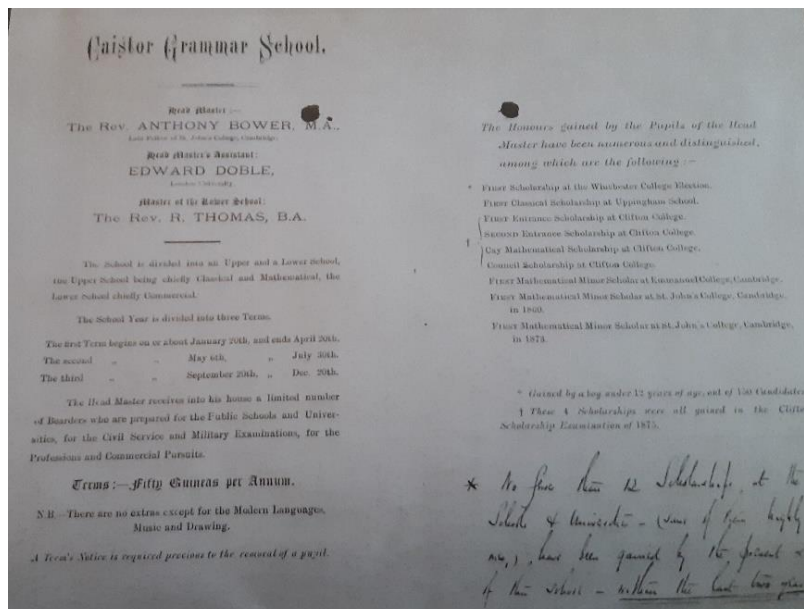 Caistor Grammar School.
Head Master :—
The Rev. ANTHONY BOWER, M.A.,
Late Fellow of St. John's College, Cambridge.
Head Master's Assistant:
EDWARD DOBLE,
London University.
Master of the Lower School:
The Rev. R. THOMAS, B.A.
The School is divided into an Upper and a Lower School,
the Upper School being chiefly Classical and Mathematical, the
Lower School chiefly Commercial.
The School Year is divided into three Terms.
The first Term begins on or about January 20th, and ends April 20th.
The second „ „ May 6th, „ July 30th.
The third „ „ September 20th, „ Dec. 20th.
The Head Master receives into his house a limited number
of Boarders who are prepared for the Public Schools and Univer-
sities, for the Civil Service and Military Examinations, for the
Professions and Commercial Pursuits.
Terms:—Fifty Guineas per Annum.
N.B.—There are no extras except for the Modern Languages,
Music and Drawing.
A Term's Notice is required previous to the removal of a pupil.
The Honours gained by the Pupils of the Head
Master have been numerous and distinguished,
among which are the following :—
* First Scholarship at the Winchester College Election.
First Classical Scholarship at Uppingham School.
First Entrance Scholarship at Clifton College.
Second Entrance Scholarship at Clifton College.
† Cay Mathematical Scholarship at Clifton College.
Council Scholarship at Clifton College.
First Mathematical Minor Scholar at Emmanuel College, Cambridge.
First Mathematical Minor Scholar at St. John's College, Cambridge,
in 1869.
First Mathematical Minor Scholar at St. John's College, Cambridge,
in 1873.
* Gained by a boy under 12 years of age, out of 150 Candidates
† These 4 Scholarships were all gained in the Clifto
Scholarship Examination of 1875.
* No fewer than 12 Scholarships, at the
Schools & Universities – (some of them highly
have been gained by the present
of this School – within the last two years